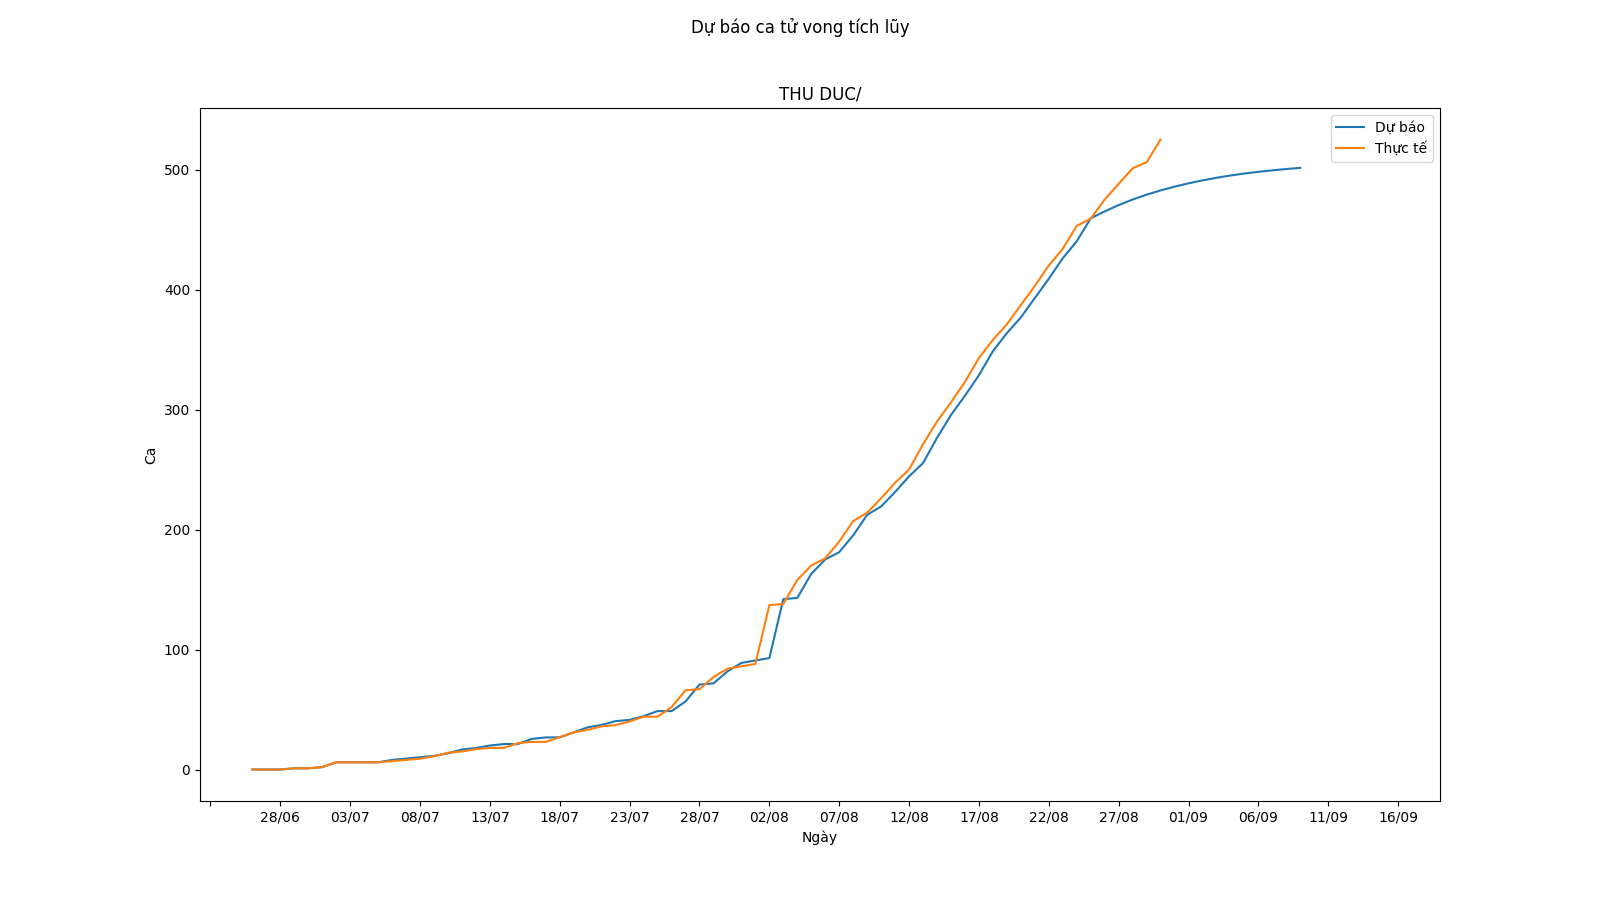 Dự báo ca tử vong tích lũy
THU DUC/
Dự báo
Thực tế
500
400
300
200
100
0
Ca
28/06 03/07 08/07 13/07 18/07 23/07 28/07 02/08 07/08 12/08 17/08 22/08 27/08 01/09 06/09 11/09 16/09
Ngày